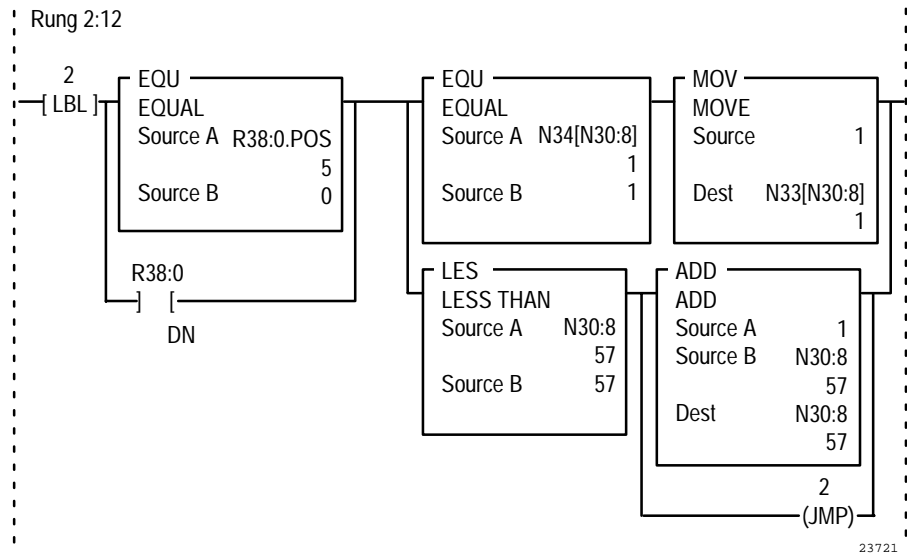 Rung 2:12
2
[ LBL ]
EQU
EQUAL
Source A R38:0.POS
5
Source B 0
R38:0
] [
DN
EQU
EQUAL
Source A N34[N30:8]
1
Source B 1
MOV
MOVE
Source 1
Dest N33[N30:8]
1
LES
LESS THAN
Source A N30:8
57
Source B 57
ADD
ADD
Source A 1
Source B N30:8
57
Dest N30:8
57
2
(JMP)
23721